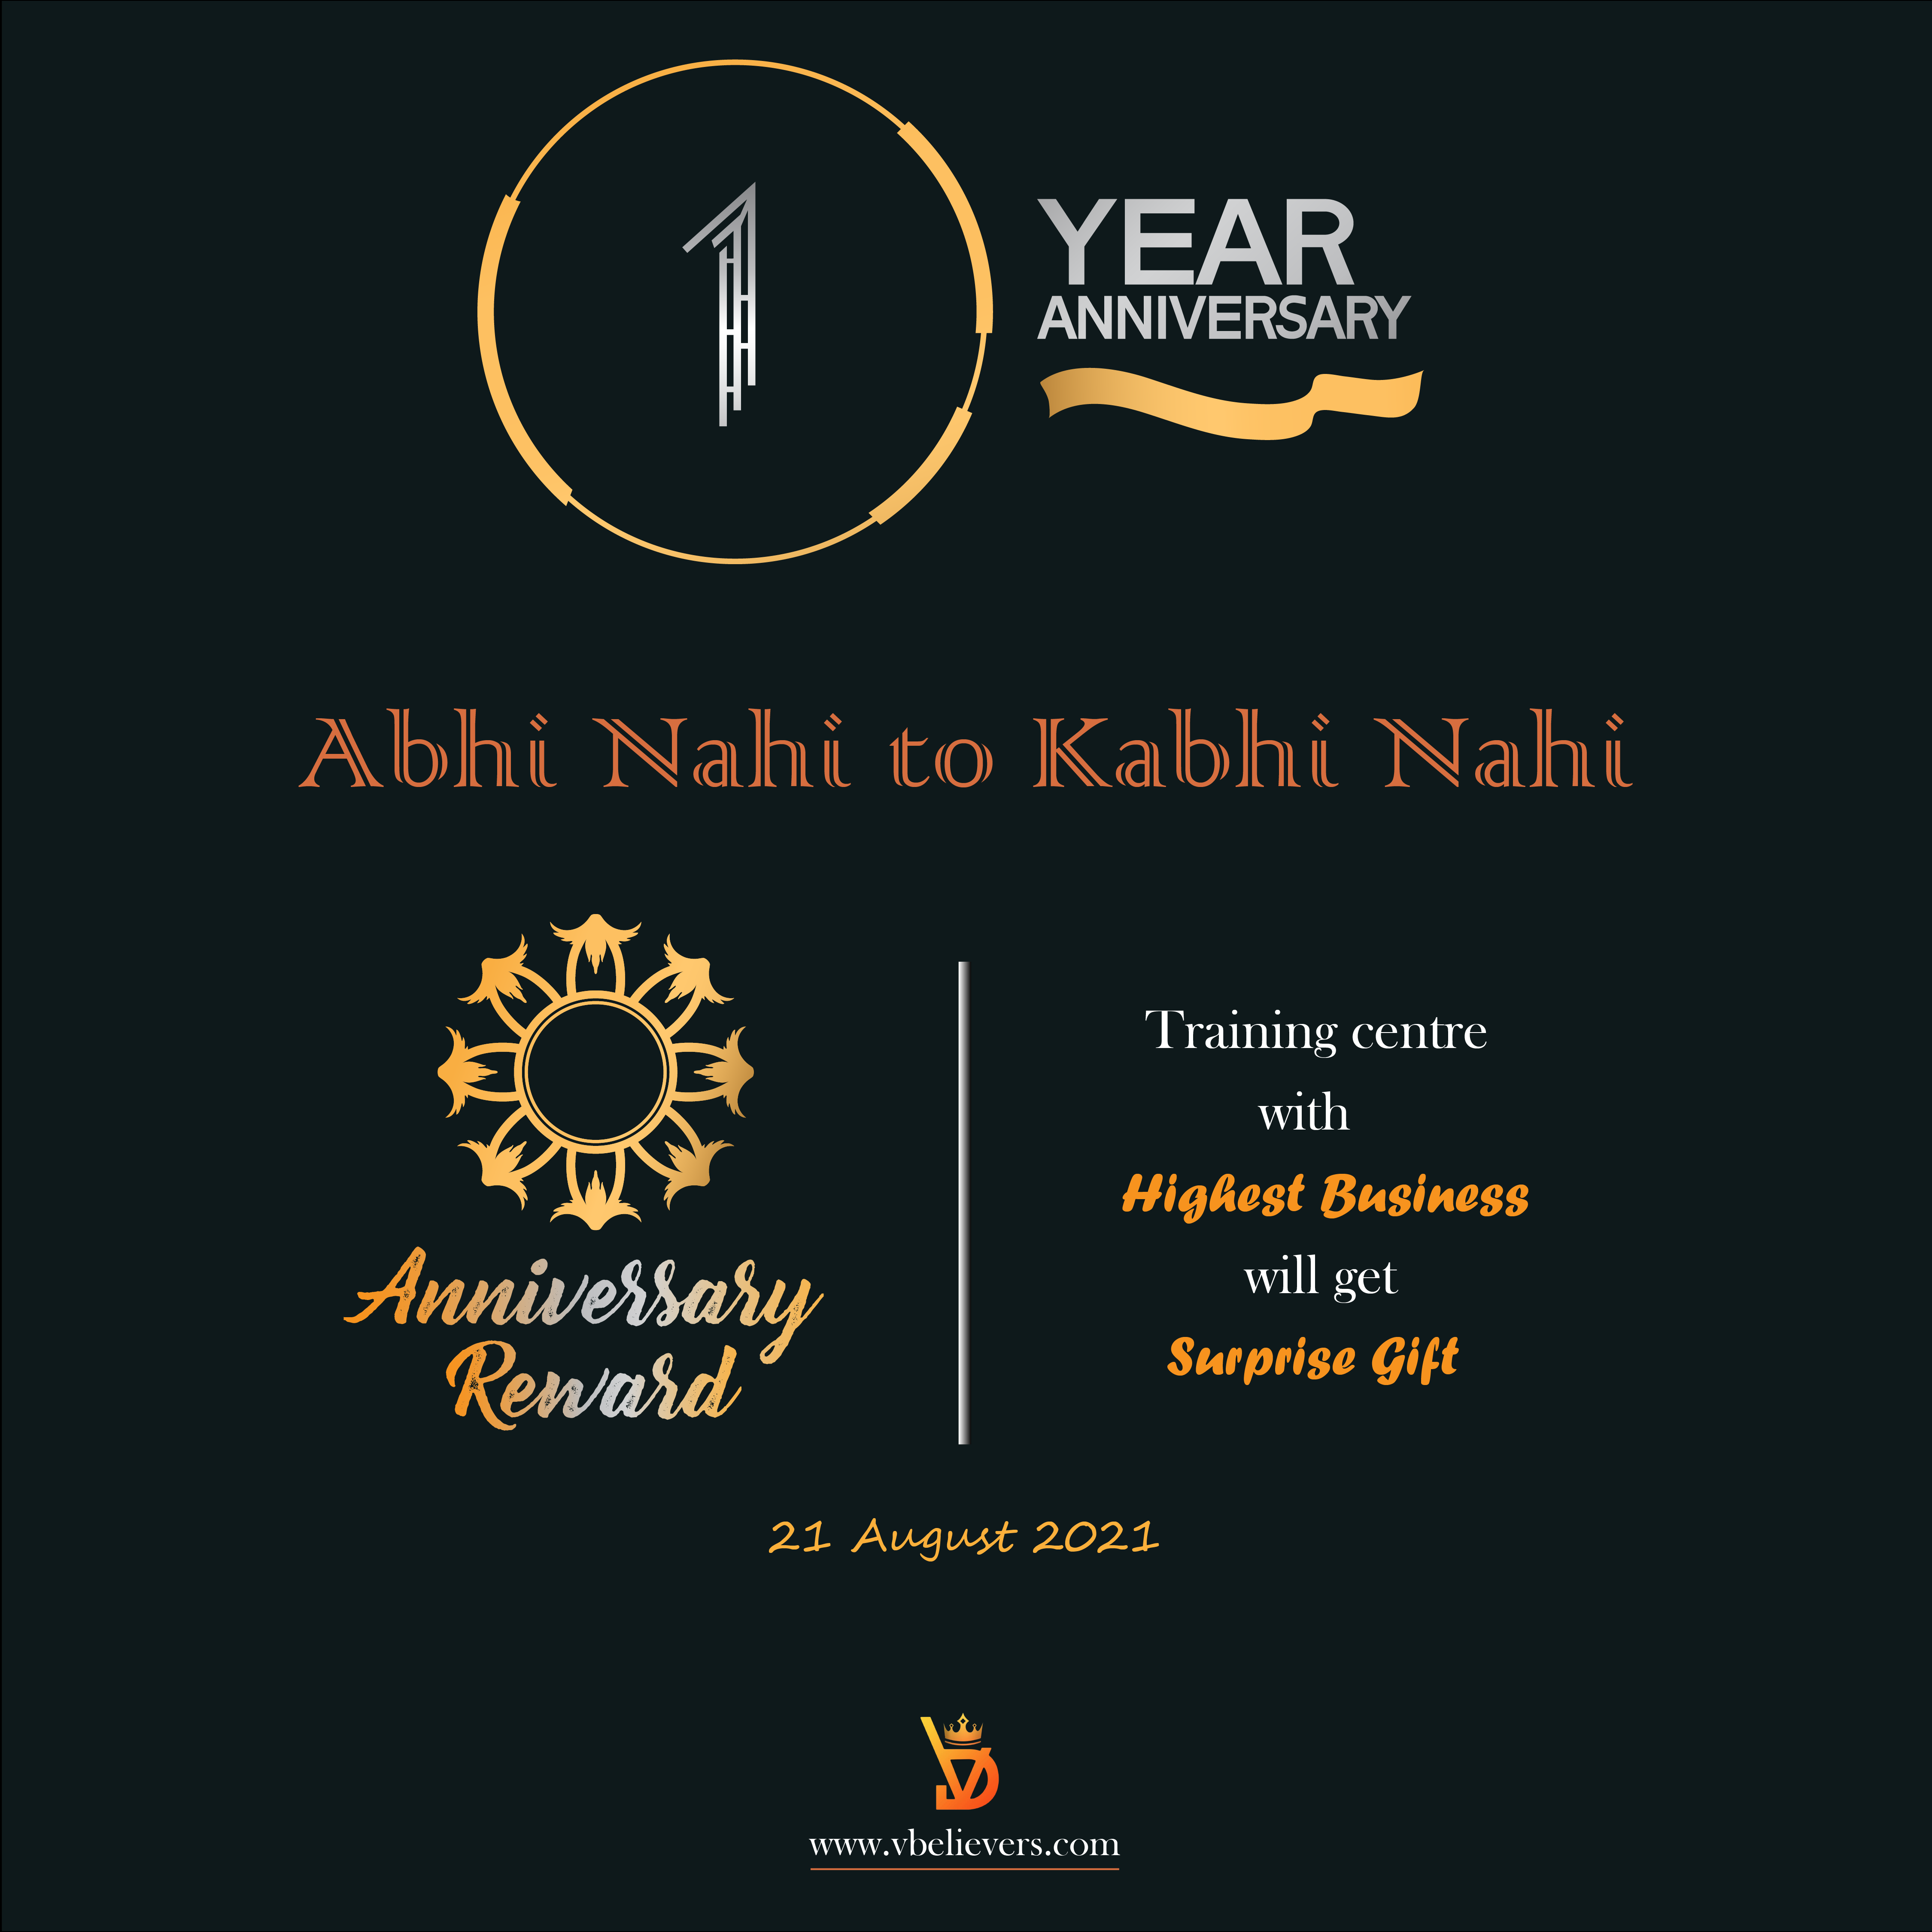 1
YEAR
ANNIVERSARY
Abhi Nahi to Kabhi Nahi
Anniversary
Reward
Training centre
with
Highest Business
will get
Surprise Gift
21 August 2021
www.vbelievers.com